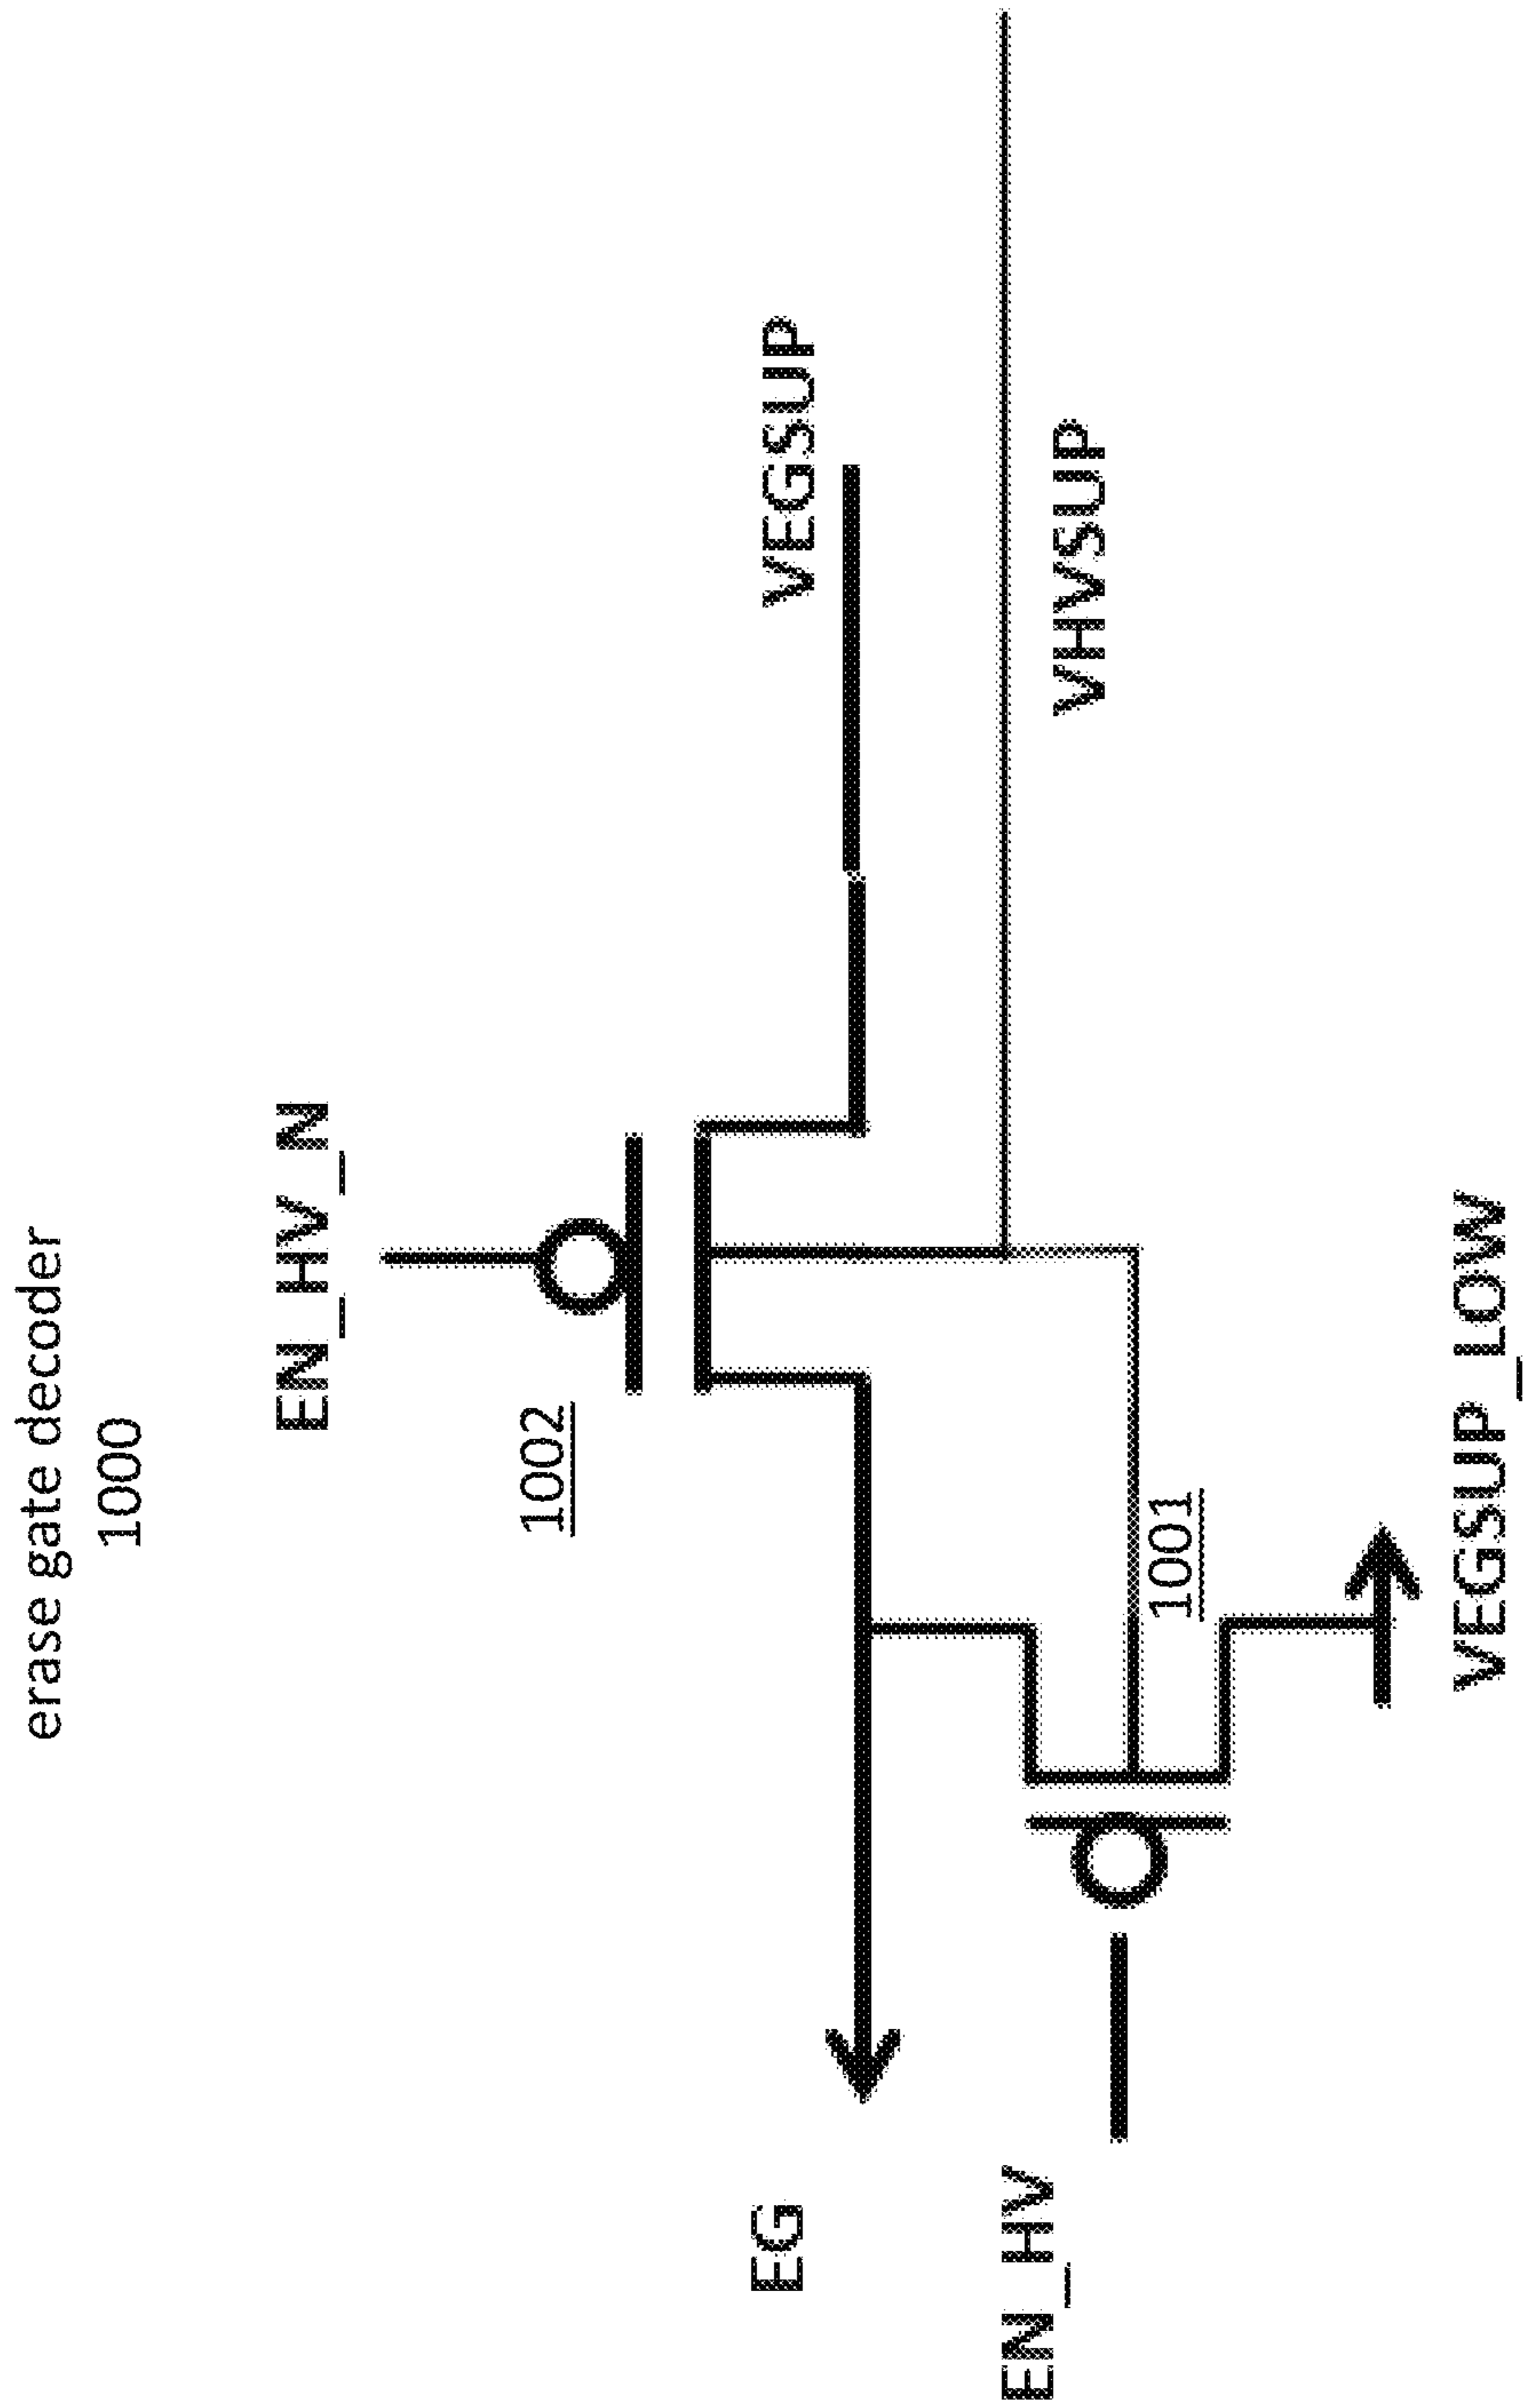 erase gate decoder
1000
EN_HV_N
1002
VEGSUP
EG
VHVSUP
EN_HV
1001
VEGSUP_LOW